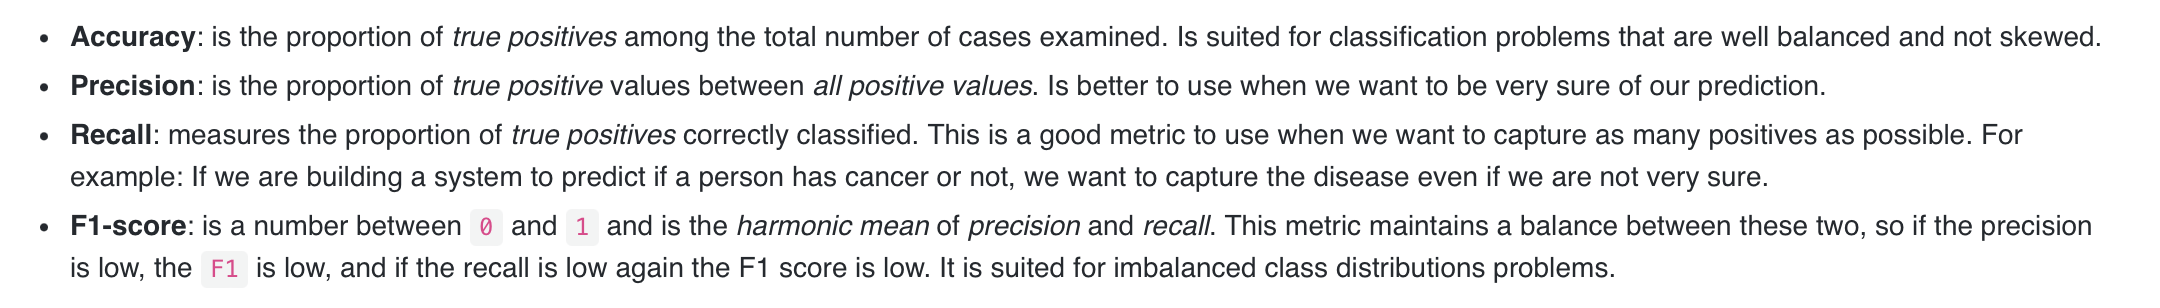 • Accuracy: is the proportion of true positives among the total number of cases examined. Is suited for classification problems that are well balanced and not skewed.
• Precision: is the proportion of true positive values between all positive values. Is better to use when we want to be very sure of our prediction.
• Recall: measures the proportion of true positives correctly classified. This is a good metric to use when we want to capture as many positives as possible. For
example: If we are building a system to predict if a person has cancer or not, we want to capture the disease even if we are not very sure.
• F1-score: is a number between 0 and 1 and is the harmonic mean of precision and recall. This metric maintains a balance between these two, so if the precision
is low, the F1 is low, and if the recall is low again the F1 score is low. It is suited for imbalanced class distributions problems.